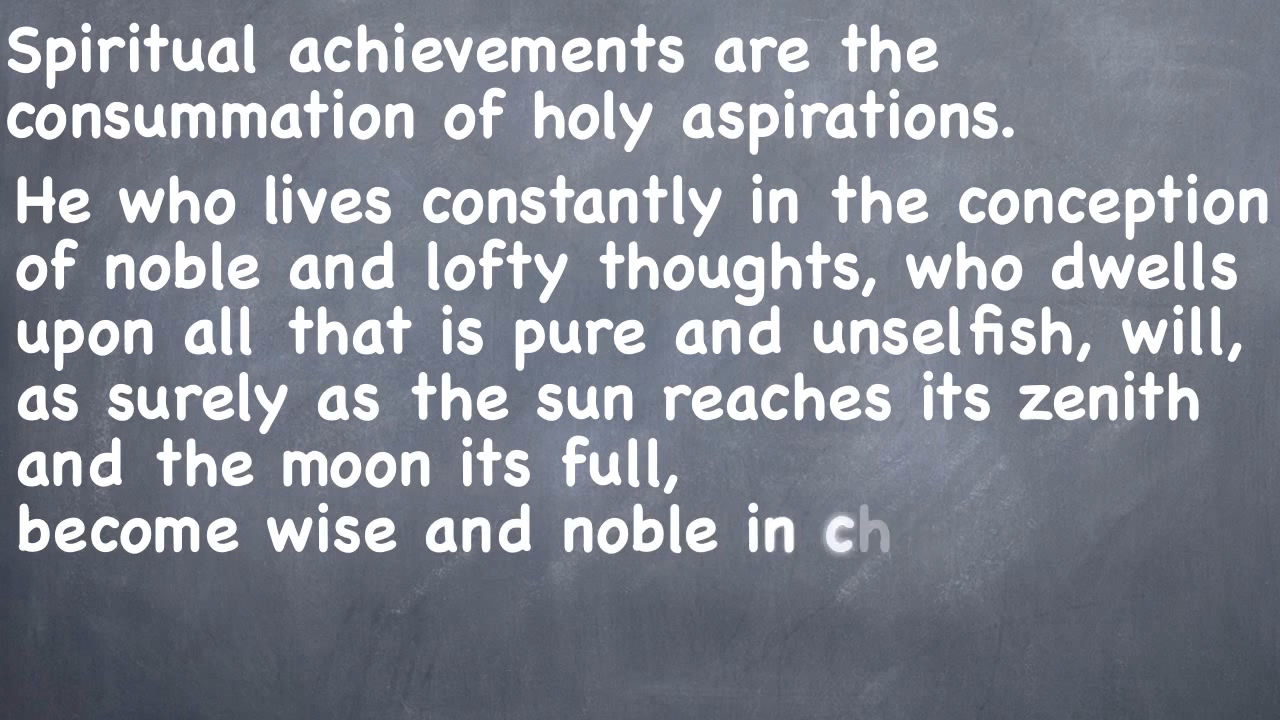 Spiritual achievements are the
consummation of holy aspirations.
He who lives constantly in the conception
of noble and lofty thoughts, who dwells
upon all that is pure and unselfish, will,
as surely as the sun reaches its zenith
and the moon its full,
become wise and noble in ch